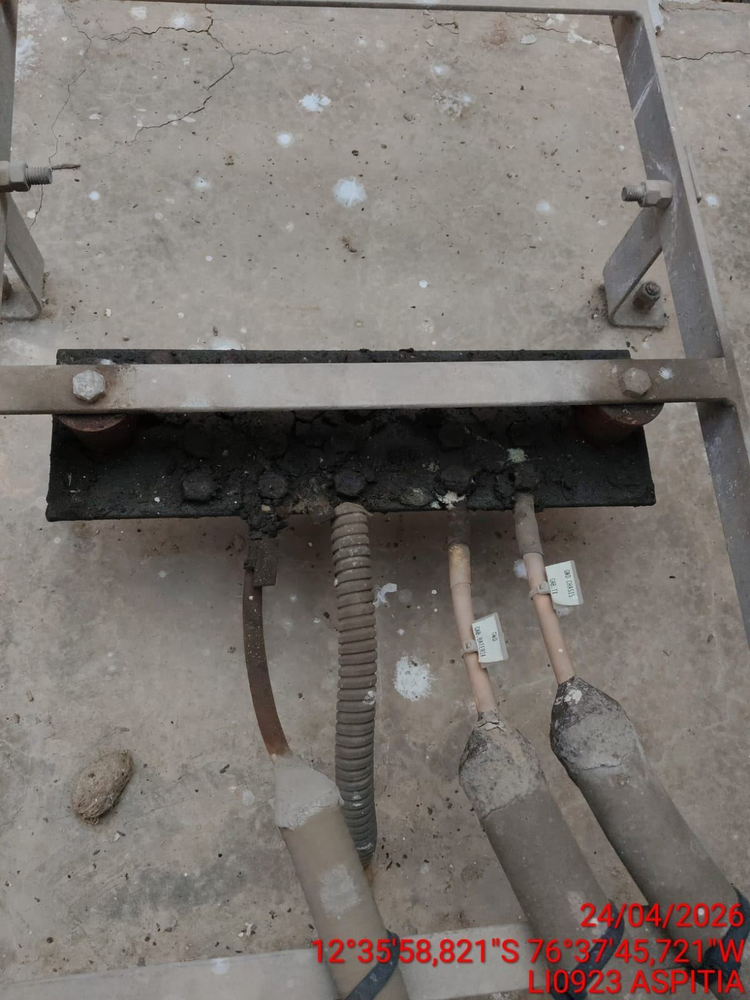 GND CHASIS
GAB.TX
GND
GAB.BATERIA
24/04/2026
12°35'58,821"S 76°37'45,721"W
LI0923 ASPITIA